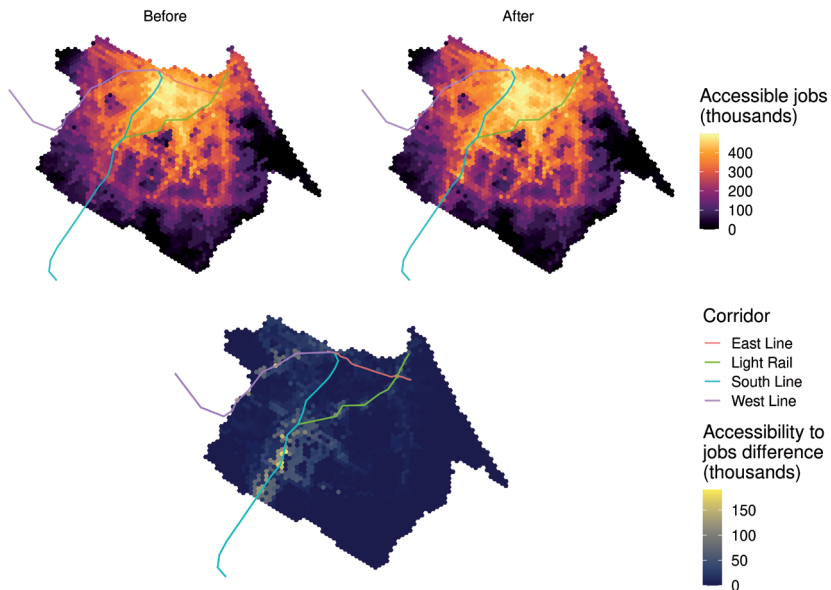 Before
After
Accessible jobs
(thousands)
400
300
200
100
0
Corridor
East Line
Light Rail
South Line
West Line
Accessibility to
jobs difference
(thousands)
150
100
50
0